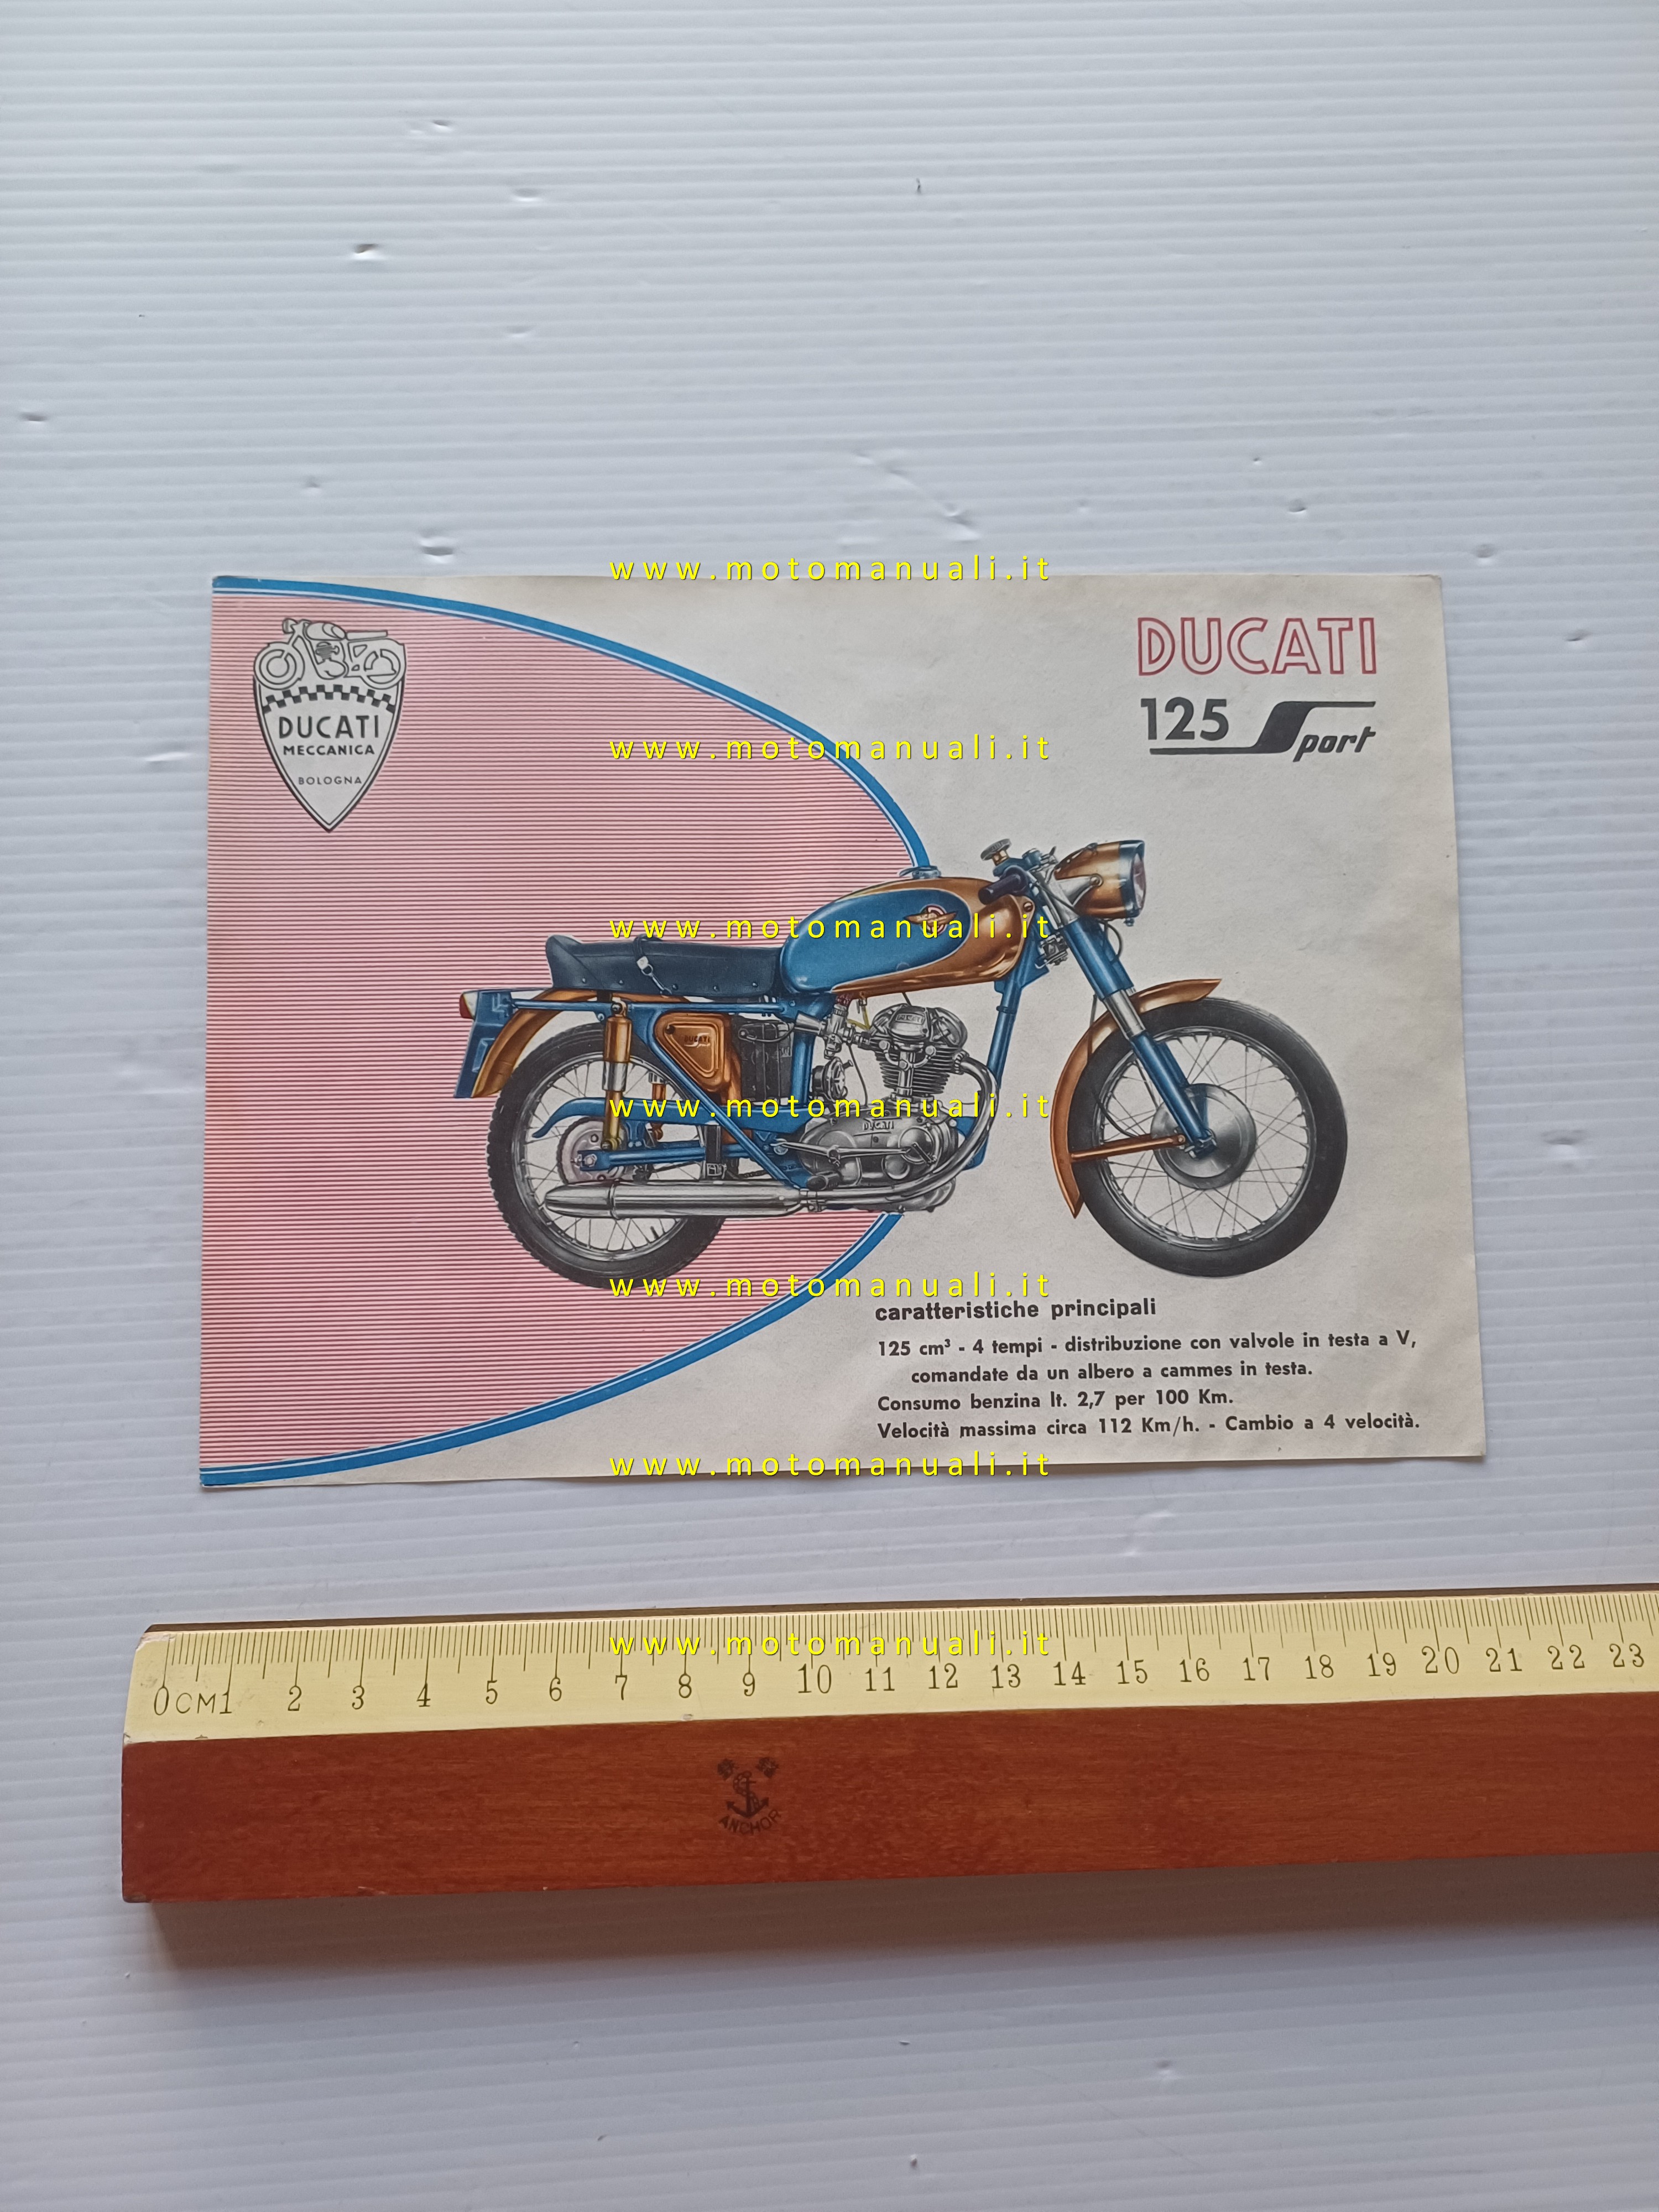 www.motomanuali.it
DUCATI
MECCANICA
BOLOGNA
DUCATI
125 Sport
www.motomanuali.it
www.motomanuali.it
DUCATI
www.motomanuali.it
DUCATI
www.motomanuali.it
caratteristiche principali
125 cm³ - 4 tempi - distribuzione con valvole in testa a V,
comandate da un albero a cammes in testa.
Consumo benzina lt. 2,7 per 100 Km.
Velocità massima circa 112 Km/h. - Cambio a 4 velocità.
www.motomanuali.it
www.motomanuali.it
0CM1 2 3 4 5 6 7 8 9 10 11 12 13 14 15 16 17 18 19 20 21 22 23
ANCHOR